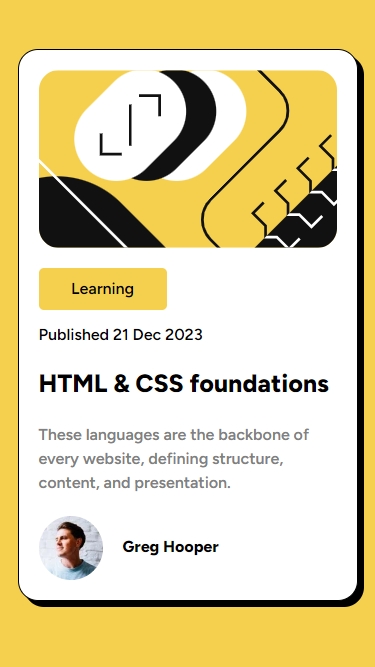 Learning
Published 21 Dec 2023
HTML & CSS foundations
These languages are the backbone of
every website, defining structure,
content, and presentation.
Greg Hooper